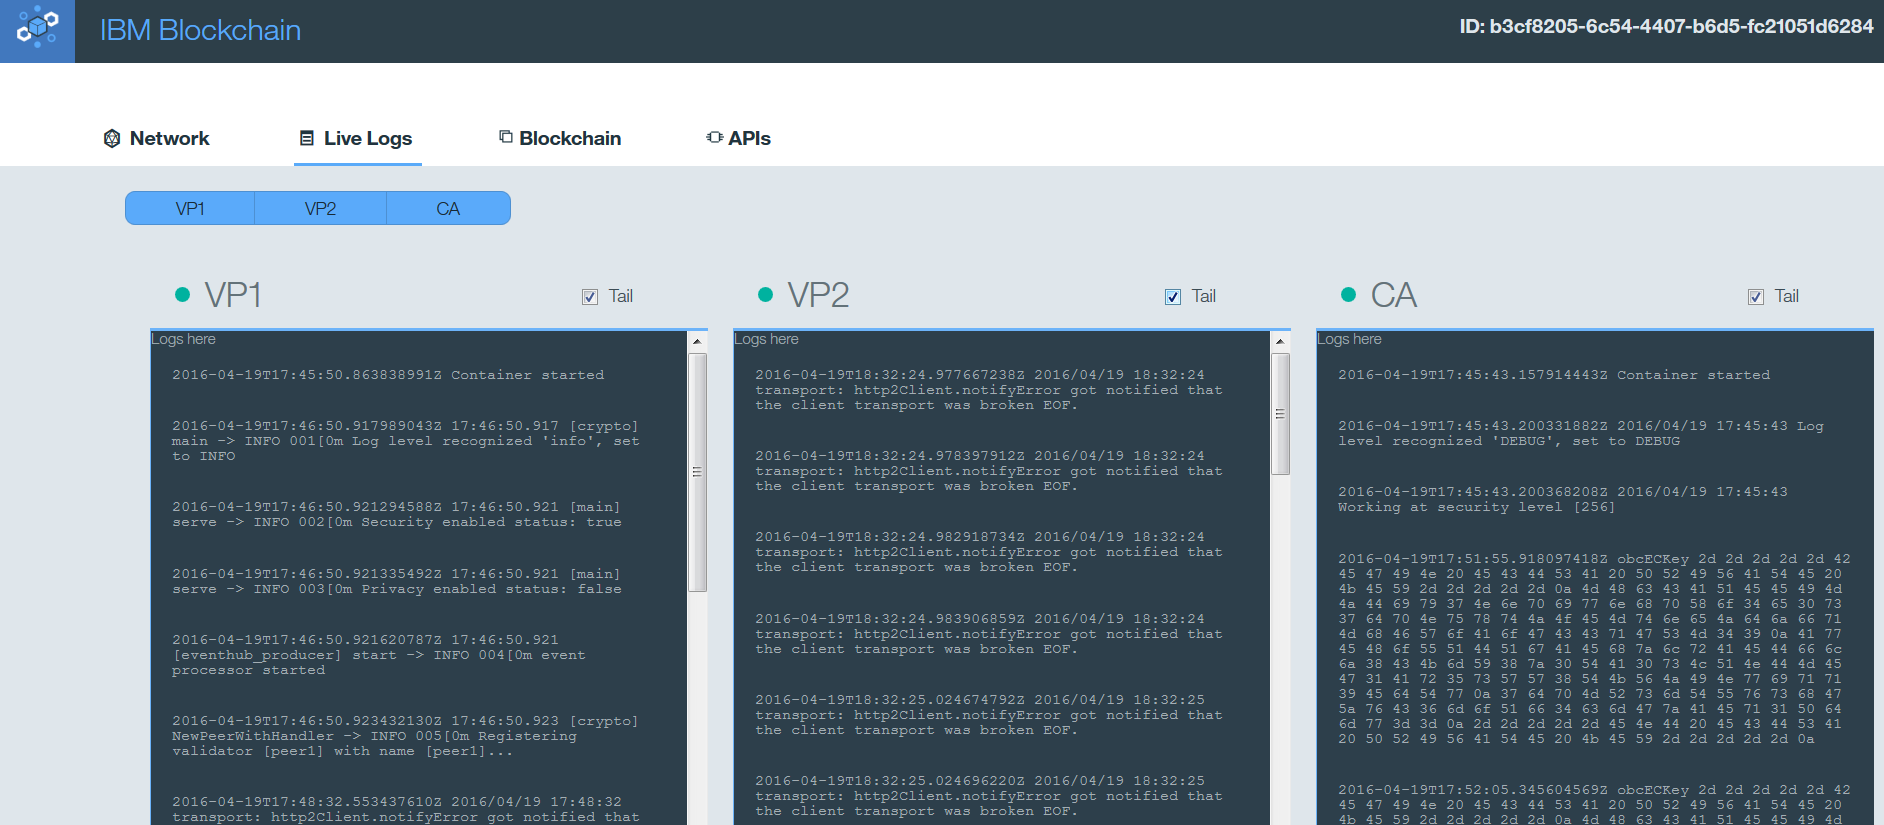 IBM Blockchain
ID: b3cf8205-6c54-4407-b6d5-fc21051d6284
Network
Live Logs
Blockchain
APIs
VP1
VP2
CA
VP1
Tail
Logs here
2016-04-19T17:45:50.863838991Z Container started
2016-04-19T17:46:50.917989043Z 17:46:50.917 [crypto]
main -> INFO 001[0m Log level recognized 'info', set
to INFO
2016-04-19T17:46:50.921294588Z 17:46:50.921 [main]
serve -> INFO 002[0m Security enabled status: true
2016-04-19T17:46:50.921335492Z 17:46:50.921 [main]
serve -> INFO 003[0m Privacy enabled status: false
2016-04-19T17:46:50.921620787Z 17:46:50.921
[eventhub_producer] start -> INFO 004[0m event
processor started
2016-04-19T17:46:50.923432130Z 17:46:50.923 [crypto]
NewPeerWithHandler -> INFO 005[0m Registering
validator [peer1] with name [peer1]...
2016-04-19T17:48:32.553437610Z 2016/04/19 17:48:32
transport: http2Client.notifyError got notified that
VP2
Tail
Logs here
2016-04-19T18:32:24.977667238Z 2016/04/19 18:32:24
transport: http2Client.notifyError got notified that
the client transport was broken EOF.
2016-04-19T18:32:24.978397912Z 2016/04/19 18:32:24
transport: http2Client.notifyError got notified that
the client transport was broken EOF.
2016-04-19T18:32:24.982918734Z 2016/04/19 18:32:24
transport: http2Client.notifyError got notified that
the client transport was broken EOF.
2016-04-19T18:32:24.983906859Z 2016/04/19 18:32:24
transport: http2Client.notifyError got notified that
the client transport was broken EOF.
2016-04-19T18:32:25.024674792Z 2016/04/19 18:32:25
transport: http2Client.notifyError got notified that
the client transport was broken EOF.
2016-04-19T18:32:25.024696220Z 2016/04/19 18:32:25
transport: http2Client.notifyError got notified that
the client transport was broken EOF.
CA
Tail
Logs here
2016-04-19T17:45:43.157914443Z Container started
2016-04-19T17:45:43.200331882Z 2016/04/19 17:45:43 Log
level recognized 'DEBUG', set to DEBUG
2016-04-19T17:45:43.200368208Z 2016/04/19 17:45:43
Working at security level [256]
2016-04-19T17:51:55.918097418Z obcECKey 2d 2d 2d 2d 2d 42
45 47 49 4e 20 45 43 44 53 41 20 50 52 49 56 41 54 45 20
4b 45 59 2d 2d 2d 2d 2d 0a 4d 48 63 43 41 51 45 45 49 4d
4a 44 69 79 37 4e 6e 70 69 77 6e 68 70 58 6f 34 65 30 73
37 64 70 4e 75 78 74 4a 4f 45 4d 74 6e 65 4a 64 6a 66 71
4d 68 46 57 6f 41 6f 47 43 43 71 47 53 4d 34 39 0a 41 77
45 48 6f 55 51 44 51 67 41 45 68 7a 6c 72 41 45 44 66 6c
6a 38 43 4b 6d 59 38 7a 30 54 41 30 73 4c 51 4e 44 4d 45
47 31 41 72 35 73 57 57 38 54 4b 56 4a 49 4e 77 69 71 71
39 45 64 54 77 0a 37 64 70 4d 52 73 6d 54 55 76 73 68 47
5a 76 43 36 6d 6f 51 66 34 63 6d 47 7a 41 45 71 31 50 64
6d 77 3d 3d 0a 2d 2d 2d 2d 2d 45 4e 44 20 45 43 44 53 41
20 50 52 49 56 41 54 45 20 4b 45 59 2d 2d 2d 2d 2d 0a
2016-04-19T17:52:05.345604569Z obcECKey 2d 2d 2d 2d 2d 42
45 47 49 4e 20 45 43 44 53 41 20 50 52 49 56 41 54 45 20
4b 45 59 2d 2d 2d 2d 2d 0a 4d 48 63 43 41 51 45 45 49 4d